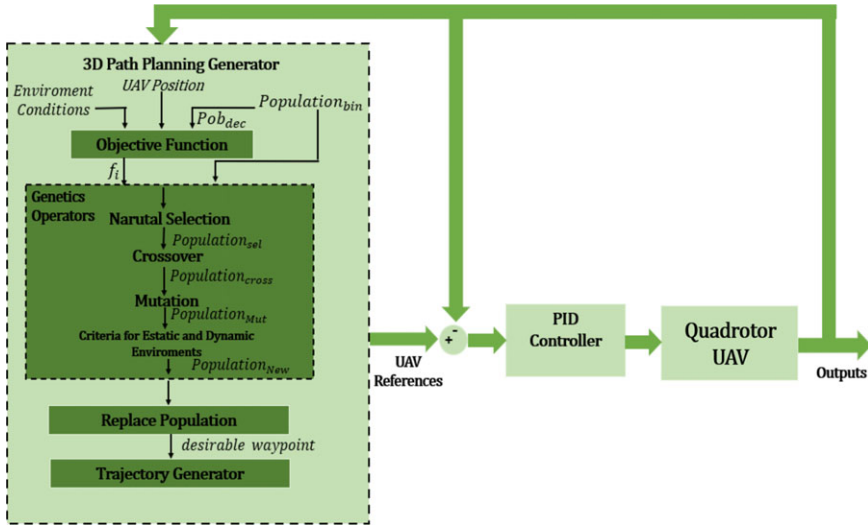 3D Path Planning Generator
UAV Position
Enviroment
Conditions
Population_bin
Pob_dec
Objective Function
f_i
Genetics
Operators
Narutal Selection
Population_sel
Crossover
Population_cross
Mutation
Population_Mut
Criteria for Estatic and Dynamic
Enviroments
Population_New
Replace Population
desirable waypoint
Trajectory Generator
UAV
References
+
-
PID
Controller
Quadrotor
UAV
Outputs